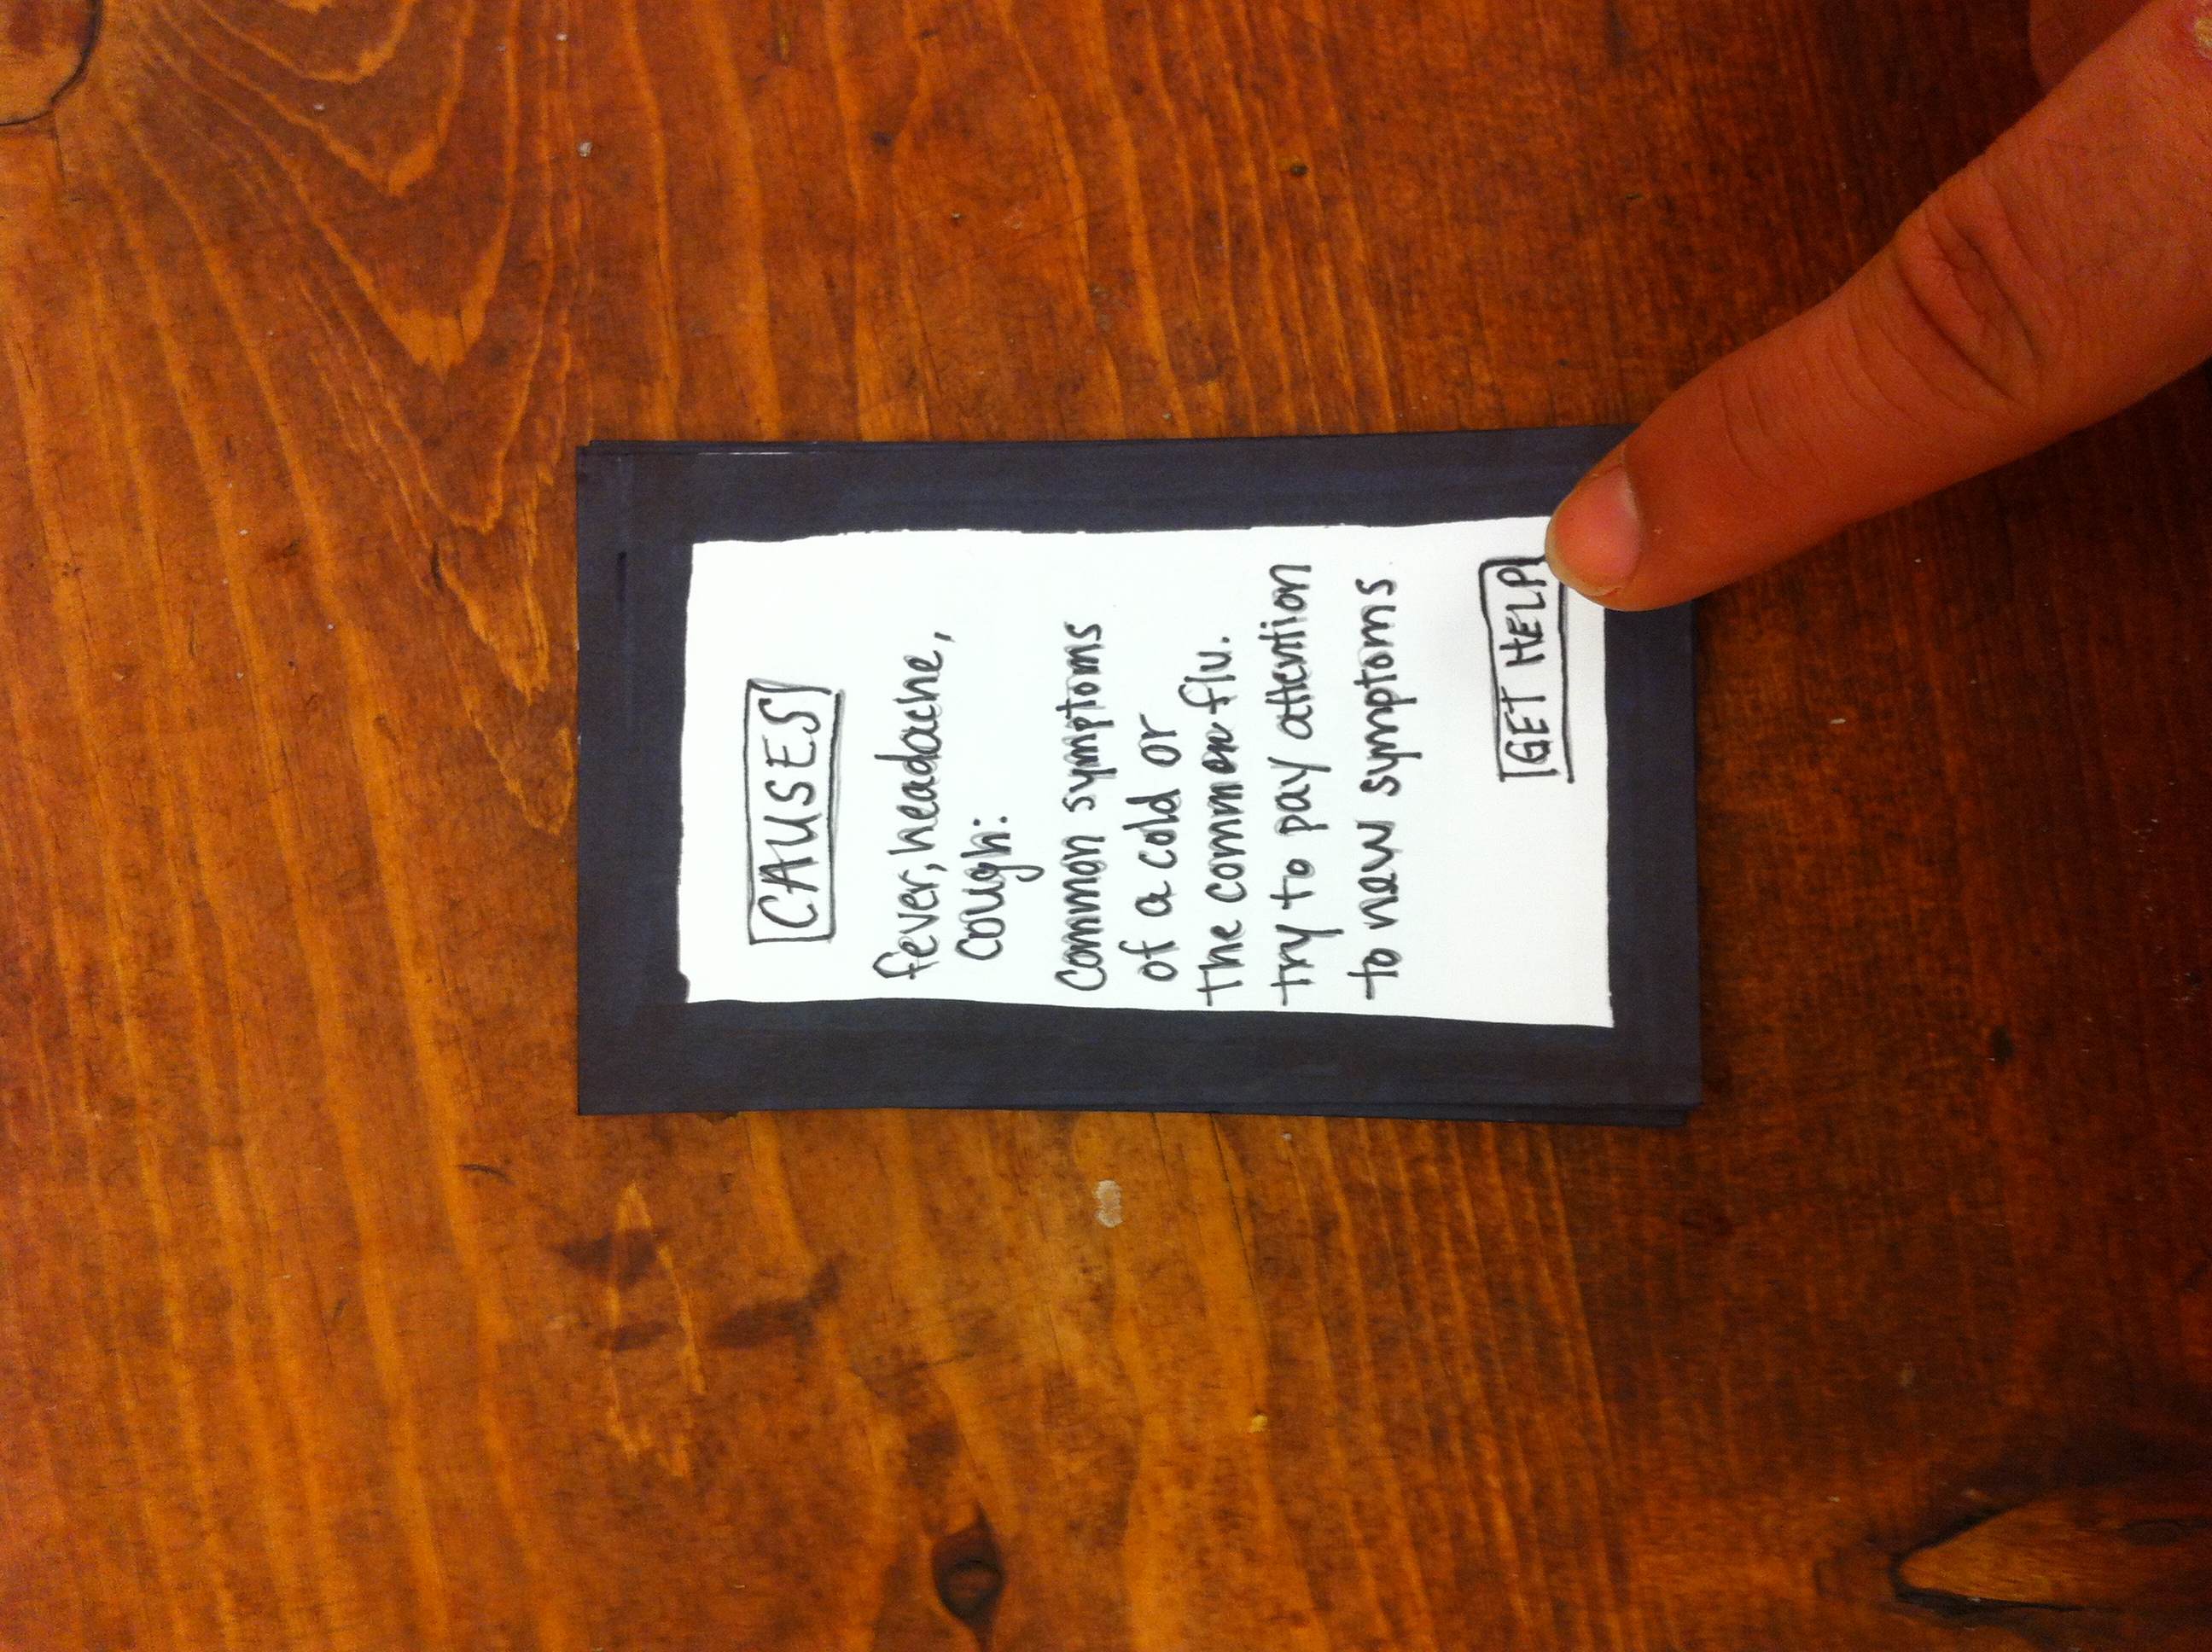 CAUSES
fever, headache,
cough:
common symptoms
of a cold or
the common flu.
try to pay attention
to new symptoms
GET HELP